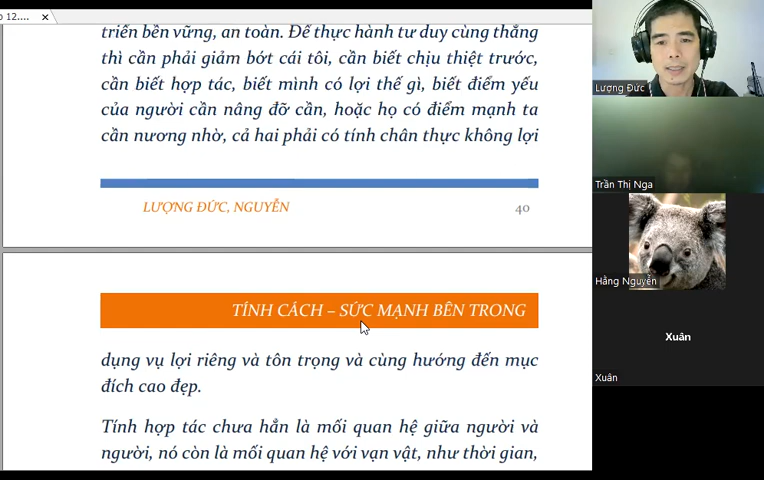 12....
triển bền vững, an toàn. Để thực hành tư duy cùng thắng
thì cần phải giảm bớt cái tôi, cần biết chịu thiệt trước,
cần biết hợp tác, biết mình có lợi thế gì, biết điểm yếu
của người cần nâng đỡ cần, hoặc họ có điểm mạnh ta
cần nương nhờ, cả hai phải có tính chân thực không lợi
LƯỢNG ĐỨC, NGUYỄN
40
TÍNH CÁCH – SỨC MẠNH BÊN TRONG
dụng vụ lợi riêng và tôn trọng và cùng hướng đến mục
đích cao đẹp.
Tính hợp tác chưa hẳn là mối quan hệ giữa người và
người, nó còn là mối quan hệ với vạn vật, như thời gian,
Lượng Đức
Trần Thị Nga
Hằng Nguyễn
Xuân
Xuân